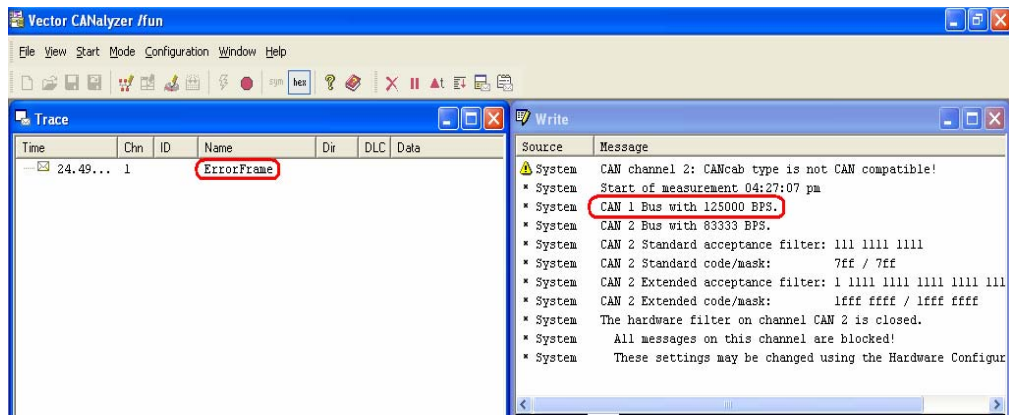 Vector CANalyzer /fun
File View Start Mode Configuration Window Help
sym hex
Trace
Time Chn ID Name Dir DLC Data
24.49... 1 ErrorFrame
Write
Source Message
System CAN channel 2: CANcab type is not CAN compatible!
System Start of measurement 04:27:07 pm
System CAN 1 Bus with 125000 BPS.
System CAN 2 Bus with 83333 BPS.
System CAN 2 Standard acceptance filter: 111 1111 1111
System CAN 2 Standard code/mask: 7ff / 7ff
System CAN 2 Extended acceptance filter: 1 1111 1111 1111 1111 111
System CAN 2 Extended code/mask: 1fff ffff / 1fff ffff
System The hardware filter on channel CAN 2 is closed.
System All messages on this channel are blocked!
System These settings may be changed using the Hardware Configur